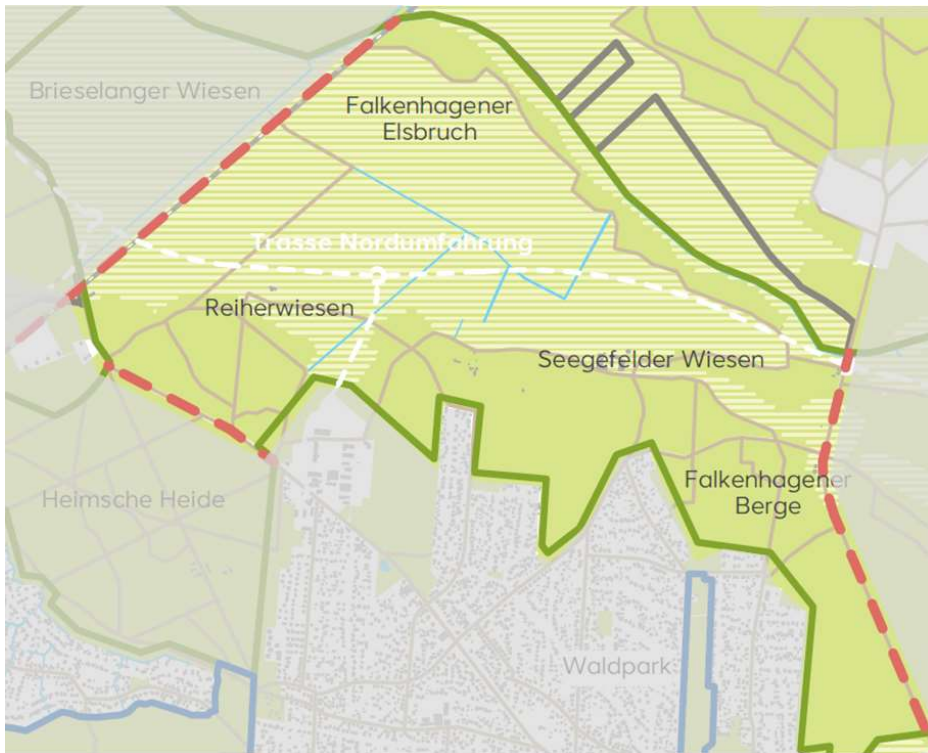 Brieselanger Wiesen
Falkenhagener
Elsbruch
Trasse Nordumfahrung
Reiherwiesen
Seegefelder Wiesen
Heimsche Heide
Falkenhagener
Berge
Waldpark